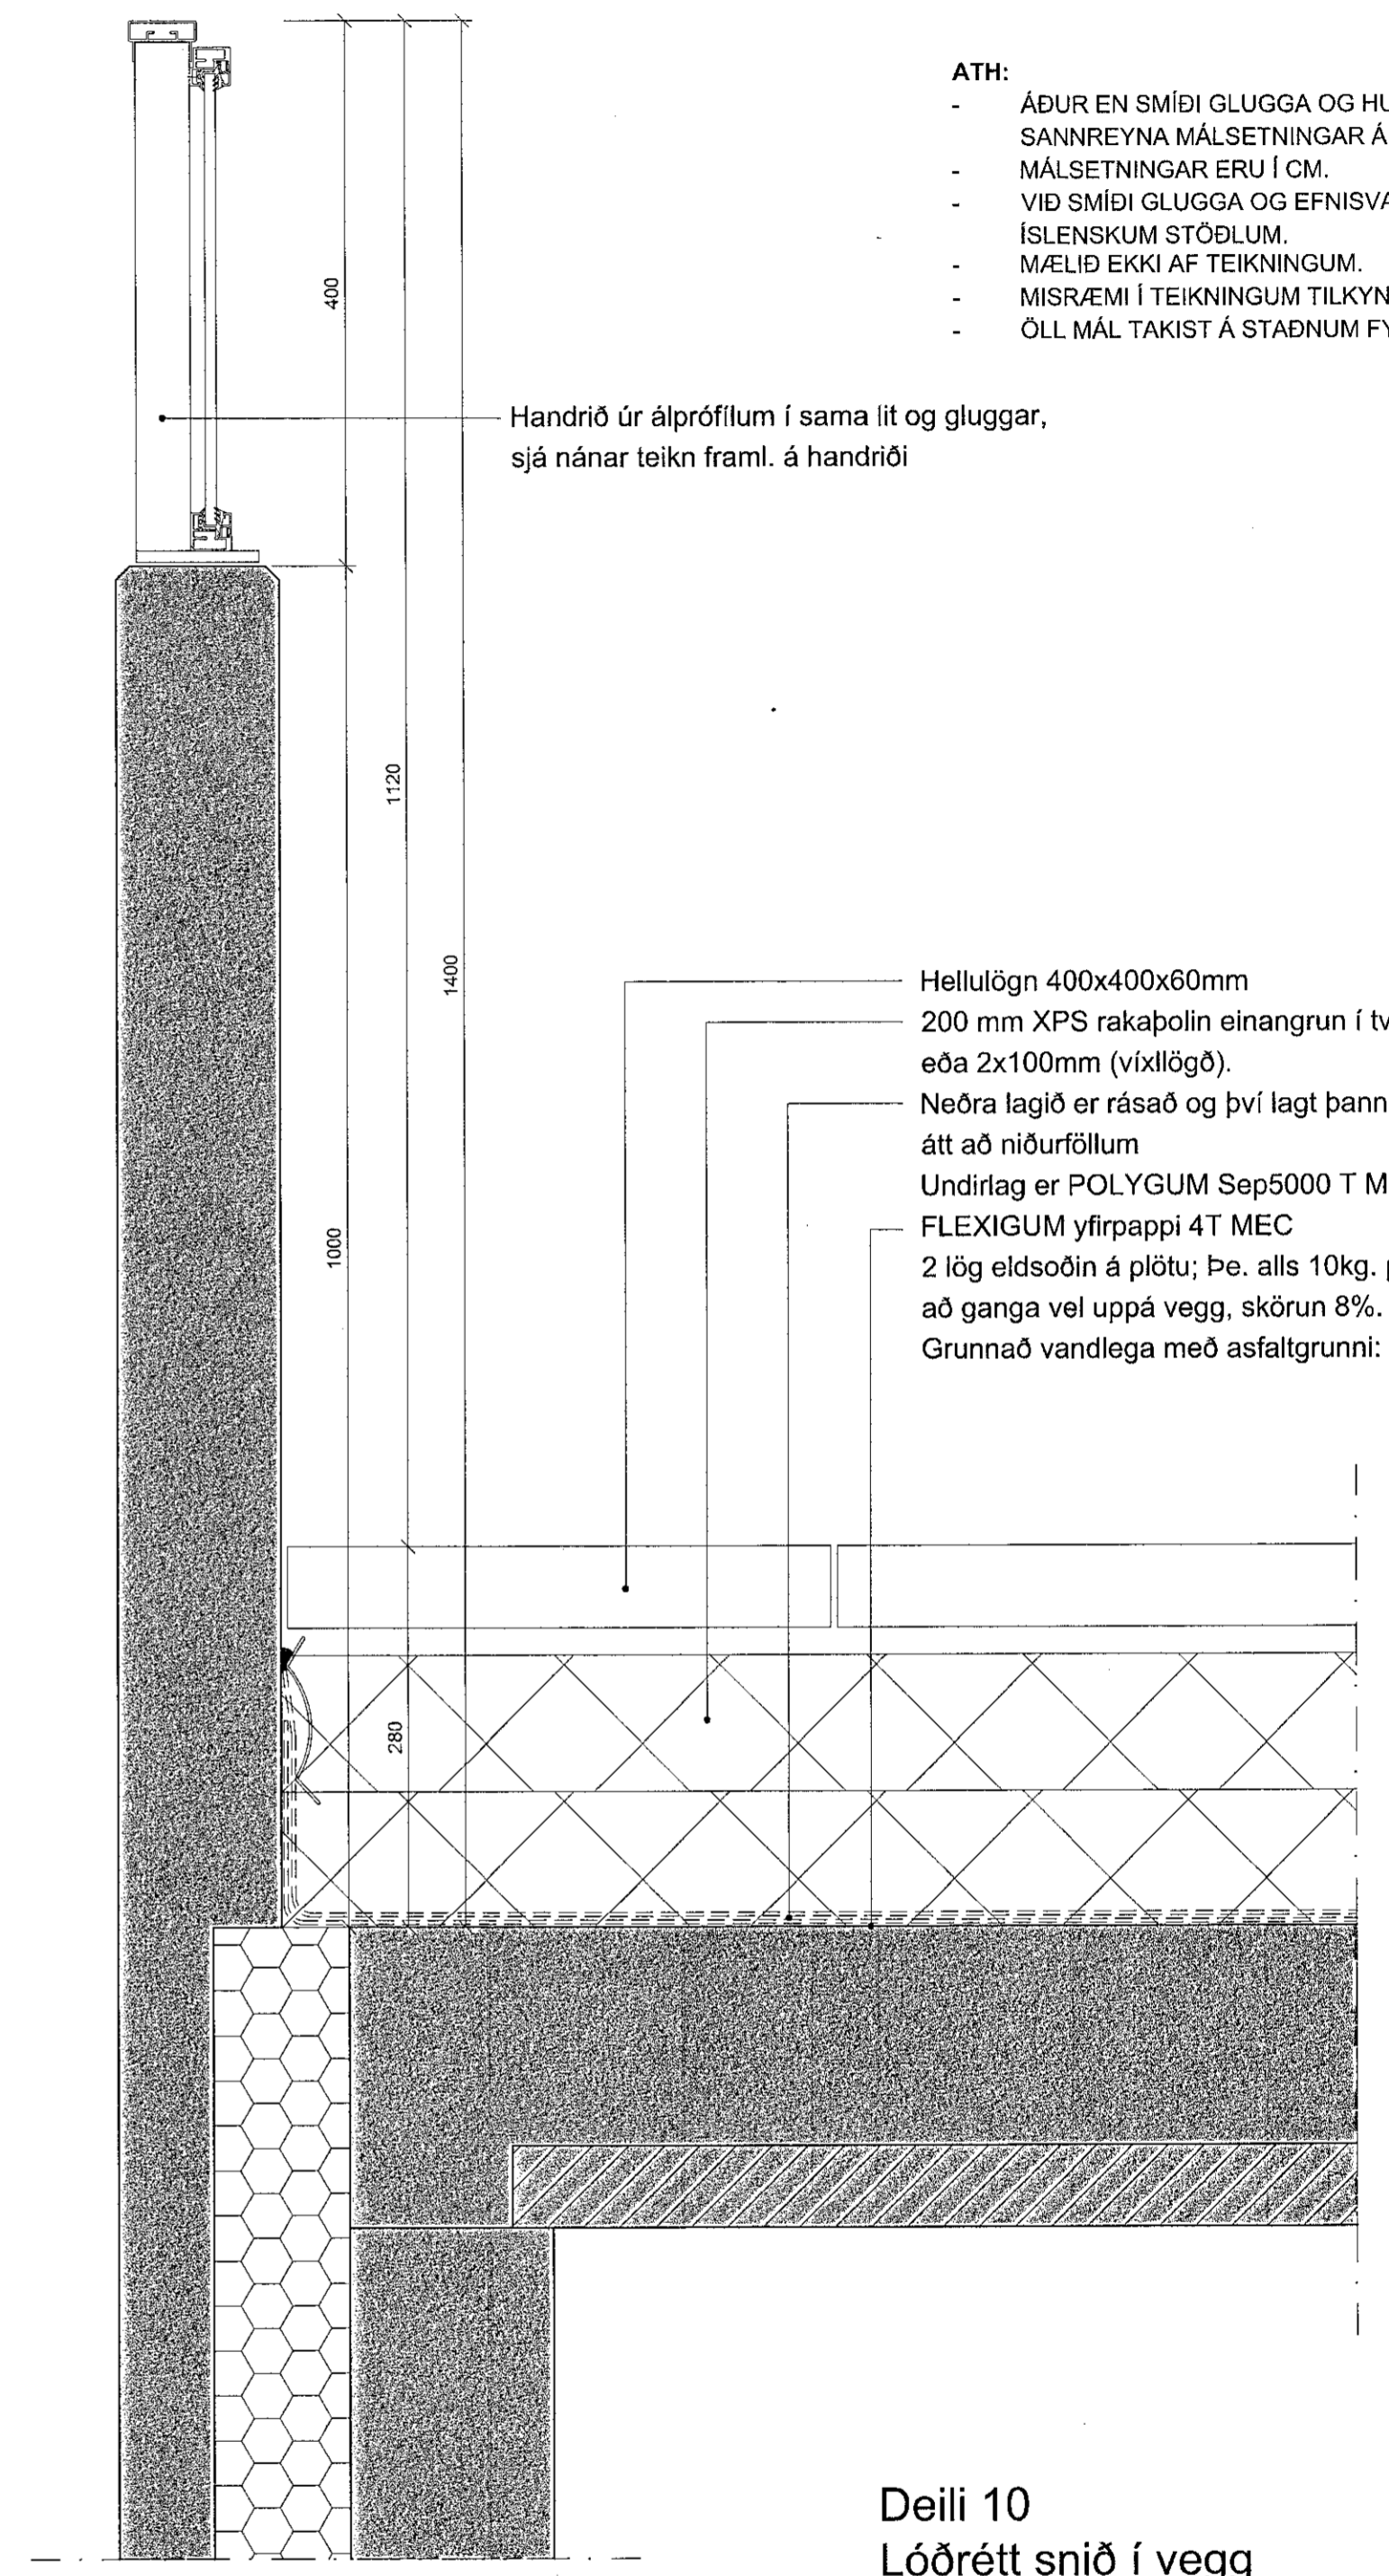 ATH:
- ÁÐUR EN SMÍÐI GLUGGA OG HU
SANNREYNA MÁLSETNINGAR Á
- MÁLSETNINGAR ERU Í CM.
- VIÐ SMÍÐI GLUGGA OG EFNISVA
ÍSLENSKUM STÖÐLUM.
- MÆLIÐ EKKI AF TEIKNINGUM.
- MISRÆMI Í TEIKNINGUM TILKYN
- ÖLL MÁL TAKIST Á STAÐNUM FY
400
Handrið úr álprófílum í sama lit og gluggar,
sjá nánar teikn framl. á handriði
1120
1400
1000
Hellulögn 400x400x60mm
200 mm XPS rakaþolin einangrun í tv
eða 2x100mm (víxllögð).
Neðra lagið er rásað og því lagt þann
átt að niðurföllum
Undirlag er POLYGUM Sep5000 T M
FLEXIGUM yfirpappi 4T MEC
2 lög eldsoðin á plötu; Þe. alls 10kg. p
að ganga vel uppá vegg, skörun 8%.
Grunnað vandlega með asfaltgrunni:
280
Deili 10
Lóðrétt snið í vegg